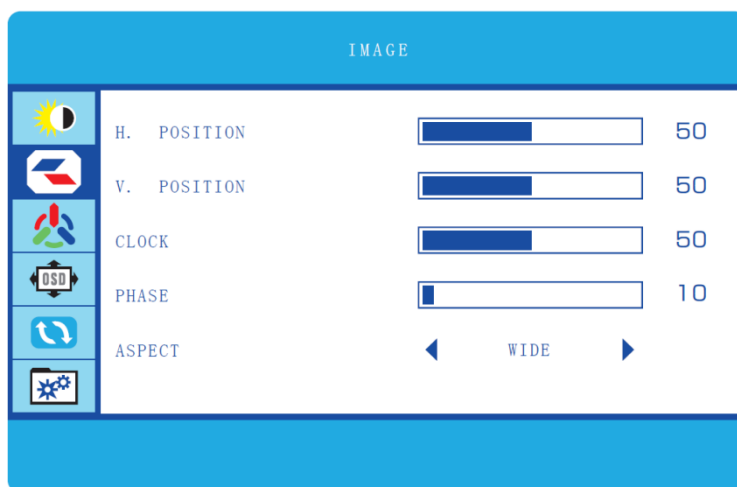 IMAGE
H. POSITION 50
V. POSITION 50
CLOCK 50
PHASE 10
OSD
ASPECT WIDE